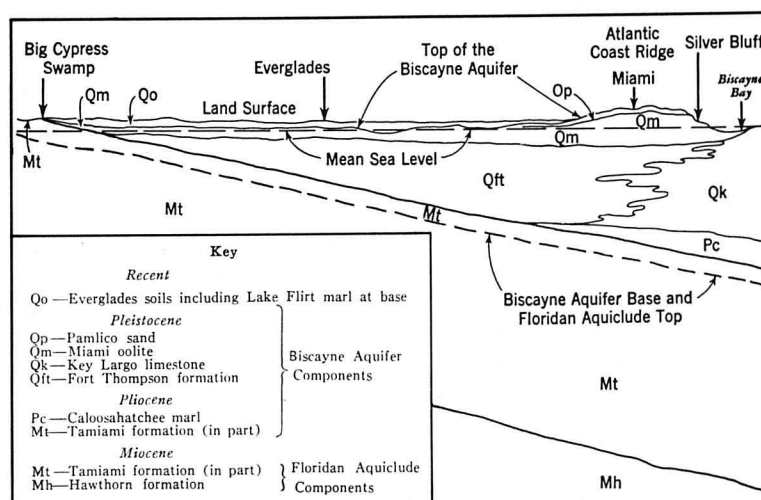 Big Cypress
Swamp
Qm
Qo
Land Surface
Everglades
Top of the
Biscayne Aquifer
Op
Atlantic
Coast Ridge
Miami
Silver Bluff
Biscayne
Bay
Qm
Mt
Mean Sea Level
Qm
Qft
Qk
Mt
Mt
Pc
Biscayne Aquifer Base and
Floridan Aquiclude Top
Mt
Mh
Key
Recent
Qo—Everglades soils including Lake Flirt marl at base
Pleistocene
Op—Pamlico sand
Qm—Miami oolite
Qk—Key Largo limestone
Qft—Fort Thompson formation
Biscayne Aquifer
Components
Pliocene
Pc—Caloosahatchee marl
Mt—Tamiami formation (in part)
Miocene
Mt—Tamiami formation (in part)
Mh—Hawthorn formation
Floridan Aquiclude
Components